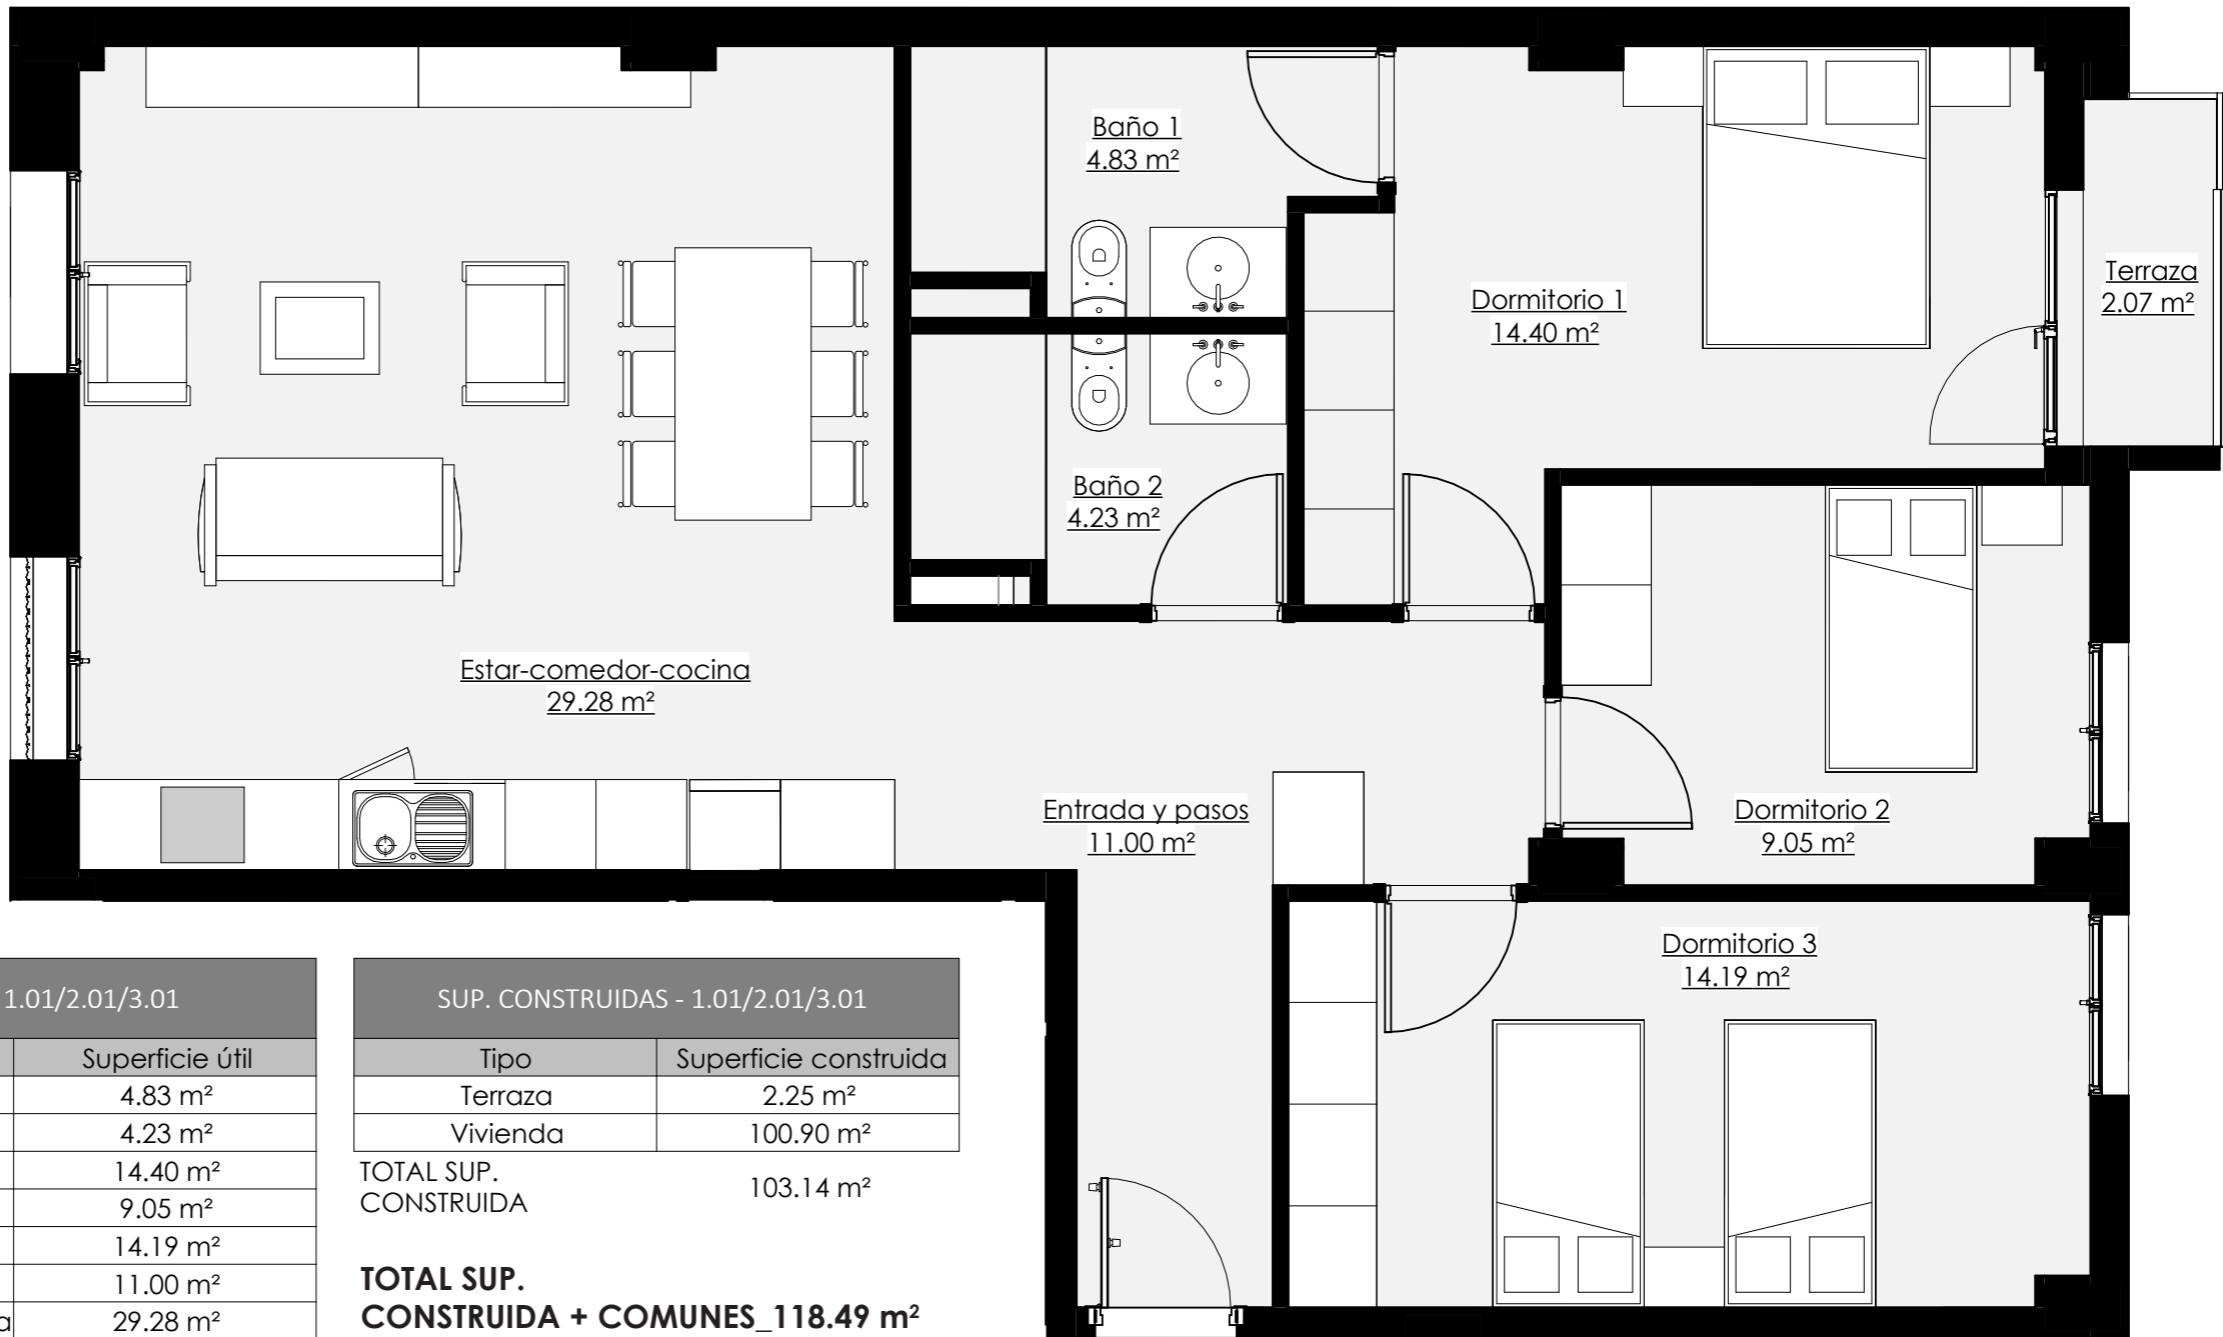 Baño 1
4.83 m²
Terraza
2.07 m²
Dormitorio 1
14.40 m²
Baño 2
4.23 m²
Estar-comedor-cocina
29.28 m²
Entrada y pasos
11.00 m²
Dormitorio 2
9.05 m²
Dormitorio 3
14.19 m²
1.01/2.01/3.01
Superficie útil
4.83 m²
4.23 m²
14.40 m²
9.05 m²
14.19 m²
11.00 m²
a 29.28 m²
SUP. CONSTRUIDAS - 1.01/2.01/3.01
Tipo Superficie construida
Terraza 2.25 m²
Vivienda 100.90 m²
TOTAL SUP.
CONSTRUIDA 103.14 m²
TOTAL SUP.
CONSTRUIDA + COMUNES_118.49 m²